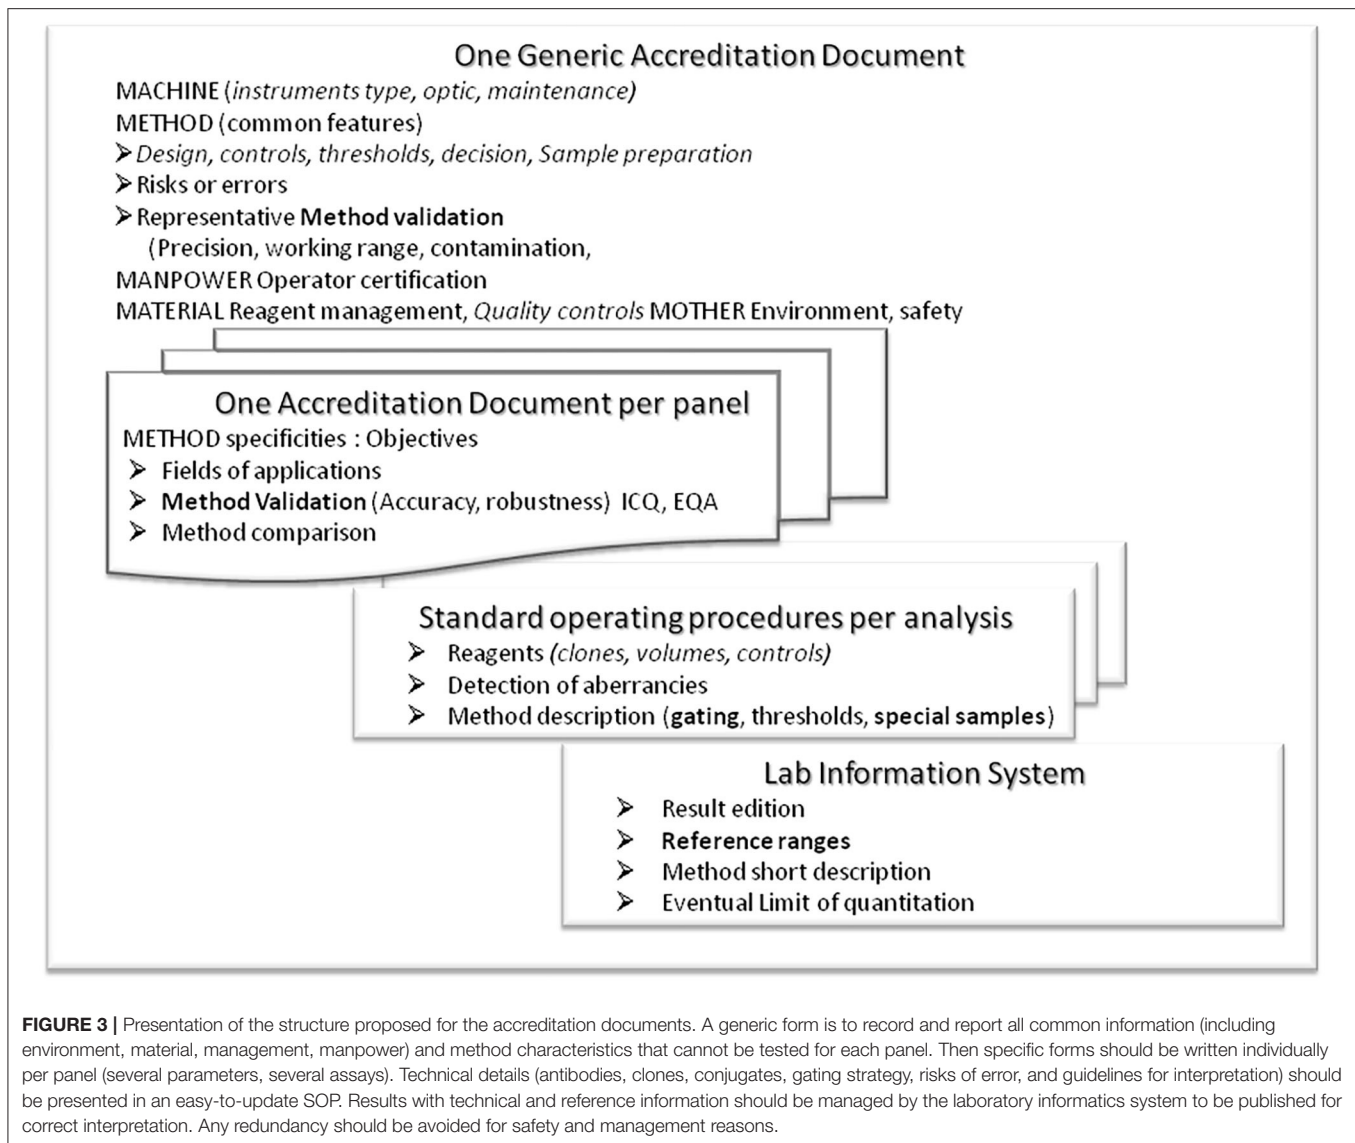 One Generic Accreditation Document
MACHINE (instruments type, optic, maintenance)
METHOD (common features)
➤Design, controls, thresholds, decision, Sample preparation
➤Risks or errors
➤Representative Method validation
(Precision, working range, contamination,
MANPOWER Operator certification
MATERIAL Reagent management, Quality controls MOTHER Environment, safety
One Accreditation Document per panel
METHOD specificities : Objectives
➤ Fields of applications
➤ Method Validation (Accuracy, robustness) ICQ, EQA
➤ Method comparison
Standard operating procedures per analysis
➤ Reagents (clones, volumes, controls)
➤ Detection of aberrancies
➤ Method description (gating, thresholds, special samples)
Lab Information System
➤ Result edition
➤ Reference ranges
➤ Method short description
➤ Eventual Limit of quantitation
FIGURE 3 | Presentation of the structure proposed for the accreditation documents. A generic form is to record and report all common information (including
environment, material, management, manpower) and method characteristics that cannot be tested for each panel. Then specific forms should be written individually
per panel (several parameters, several assays). Technical details (antibodies, clones, conjugates, gating strategy, risks of error, and guidelines for interpretation) should
be presented in an easy-to-update SOP. Results with technical and reference information should be managed by the laboratory informatics system to be published for
correct interpretation. Any redundancy should be avoided for safety and management reasons.